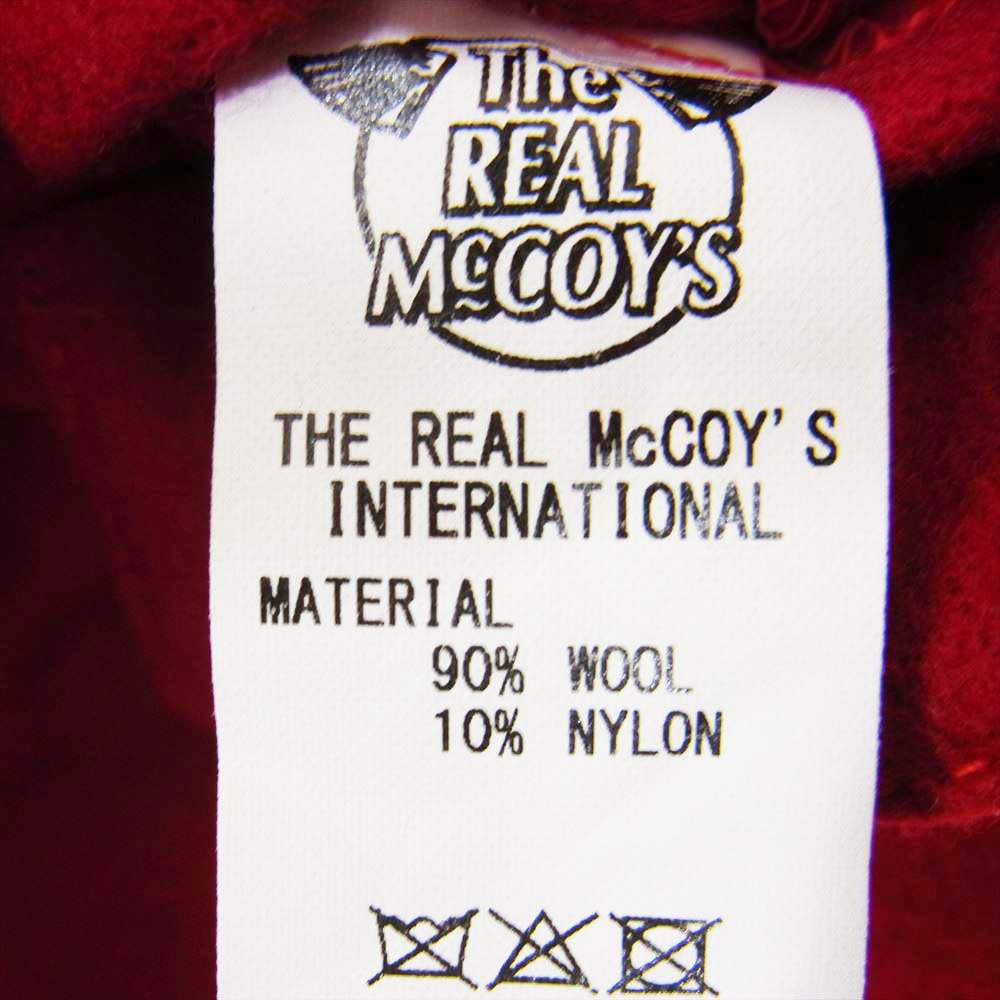 The
REAL
McCOY'S
THE REAL McCOY'S
INTERNATIONAL
MATERIAL
90% WOOL
10% NYLON